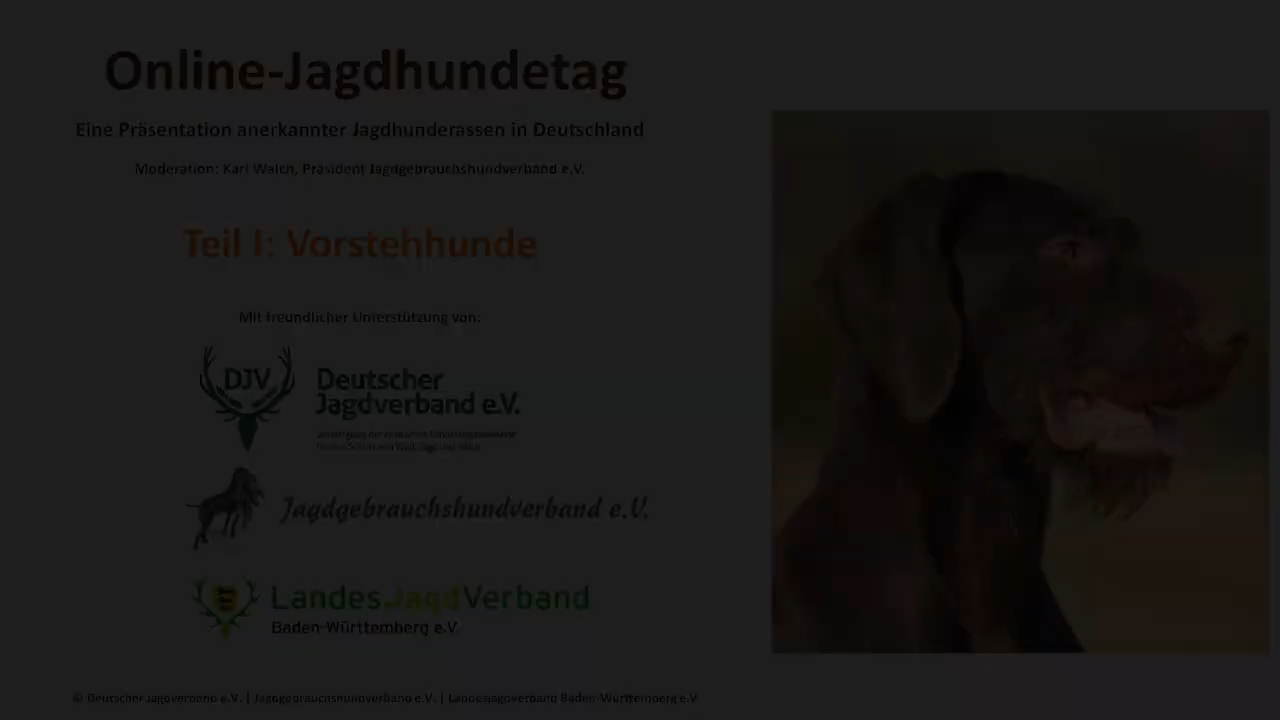 Online-Jagdhundetag
Eine Präsentation anerkannter Jagdhunderassen in Deutschland
Moderation: Karl Walch, Präsident Jagdgebrauchshundverband e.V.
Teil I: Vorstehhunde
Mit freundlicher Unterstützung von:
DJV
Deutscher
Jagdverband e.V.
Jagdgebrauchshundverband e.V.
LandesJagdVerband
Baden-Württemberg e.V.
© Deutscher Jagdverband e.V. | Jagdgebrauchshundverband e.V. | Landesjagdverband Baden-Württemberg e.V.